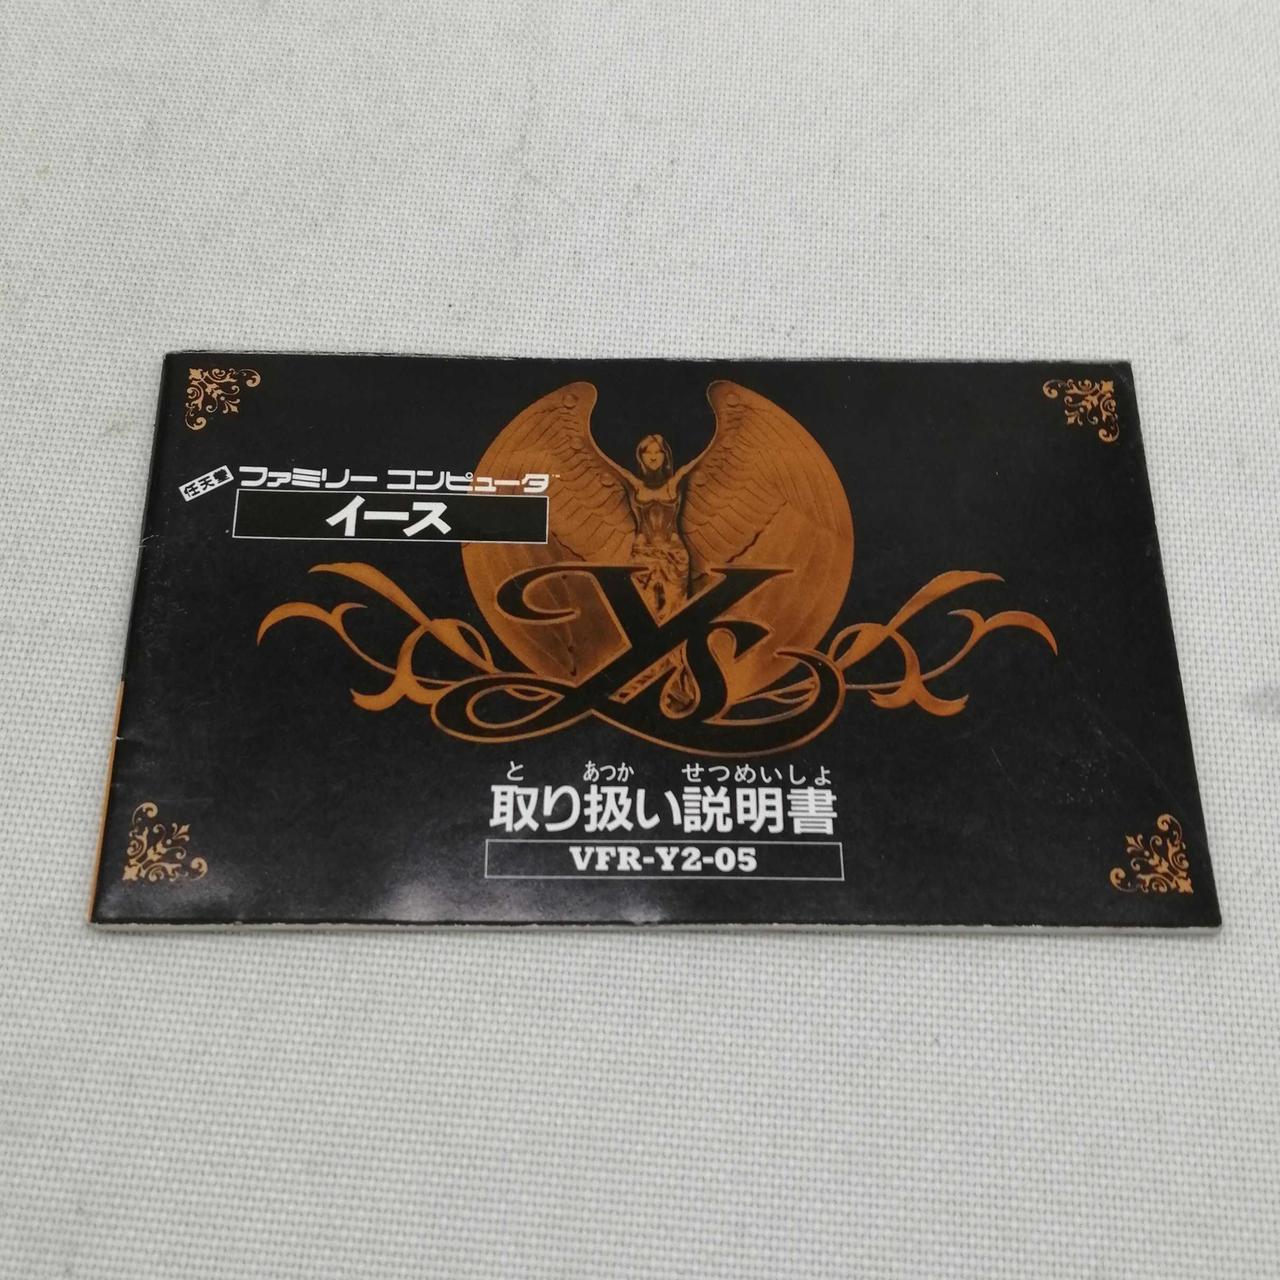 任天堂 ファミリー コンピュータ™
イース
Ys
と あつか せつめいしょ
取り扱い説明書
VFR-Y2-05